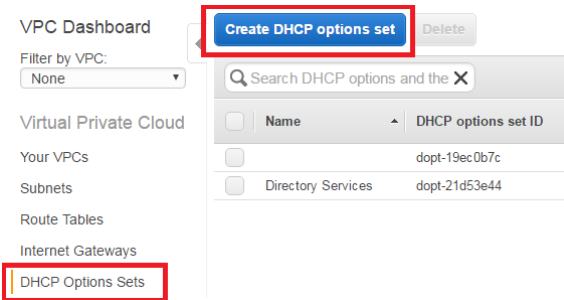 VPC Dashboard
Filter by VPC:
None
Virtual Private Cloud
Your VPCs
Subnets
Route Tables
Internet Gateways
DHCP Options Sets
Create DHCP options set Delete
Search DHCP options and the
Name DHCP options set ID
dopt-19ec0b7c
Directory Services dopt-21d53e44